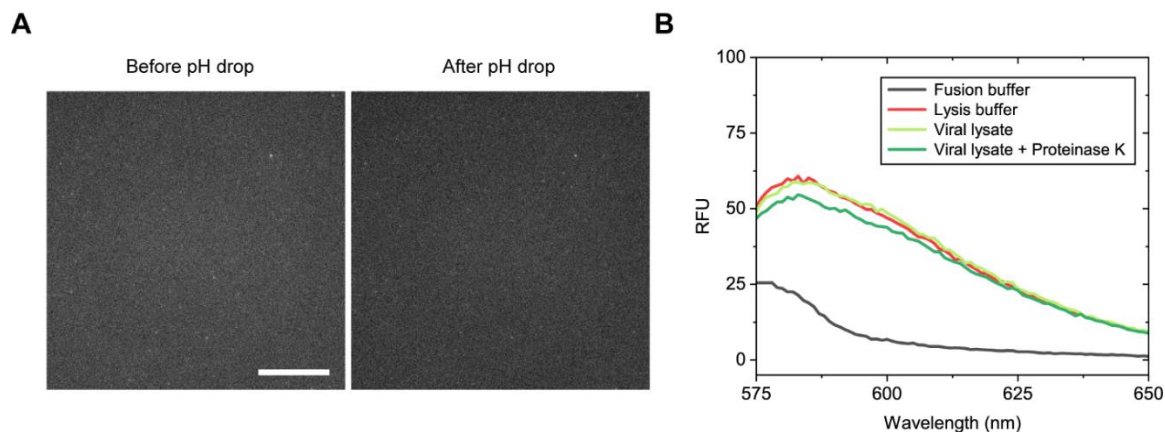 A
Before pH drop
After pH drop
B
100
75
50
25
0
RFU
Fusion buffer
Lysis buffer
Viral lysate
Viral lysate + Proteinase K
575
600
625
650
Wavelength (nm)